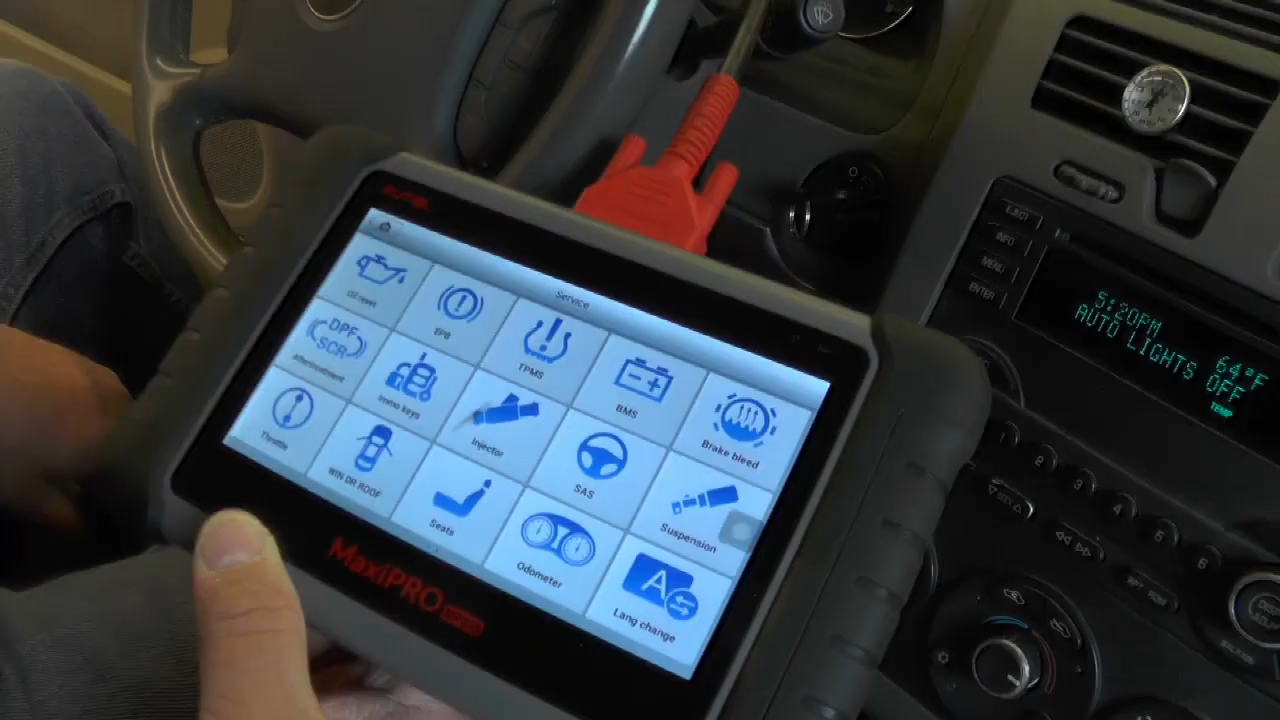 AUTEL
Service
Oil reset
EPB
TPMS
BMS
Brake bleed
DPF
SCR
Aftertreatment
Immo keys
Injector
SAS
Suspension
Throttle
WIN DR ROOF
Seats
Odometer
A
Lang change
MaxiPRO
EJECT
INFO
MENU
ENTER
5:20PM
64°F
AUTO LIGHTS OFF
TEMP
1
2
3
4
5
6
SEEK